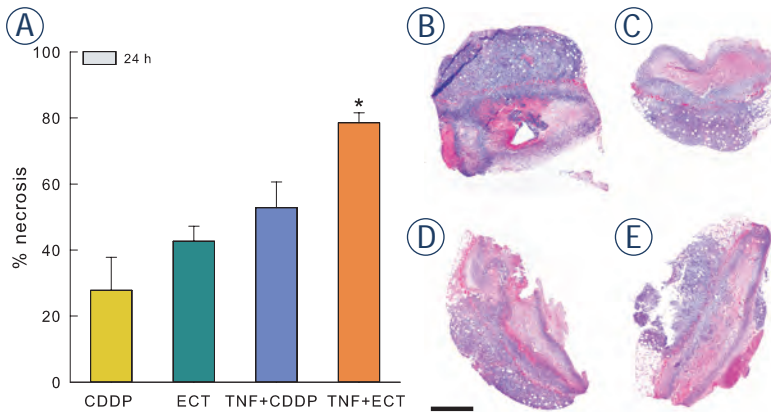 A
B
C
D
E
24 h
% necrosis
100
80
60
40
20
0
*
CDDP ECT TNF+CDDP TNF+ECT